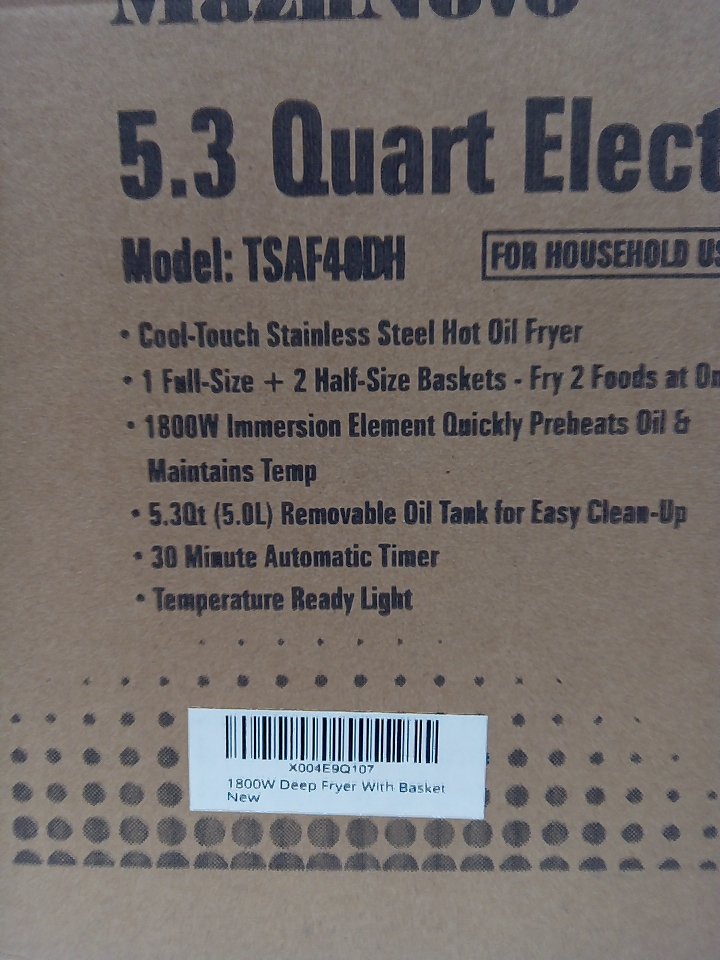 MazhNovo
5.3 Quart Elect
Model: TSAF40DH
FOR HOUSEHOLD US
• Cool-Touch Stainless Steel Hot Oil Fryer
• 1 Full-Size + 2 Half-Size Baskets - Fry 2 Foods at On
• 1800W Immersion Element Quickly Preheats Oil &
Maintains Temp
• 5.3Qt (5.0L) Removable Oil Tank for Easy Clean-Up
• 30 Minute Automatic Timer
• Temperature Ready Light
X004E9Q107
1800W Deep Fryer With Basket
New